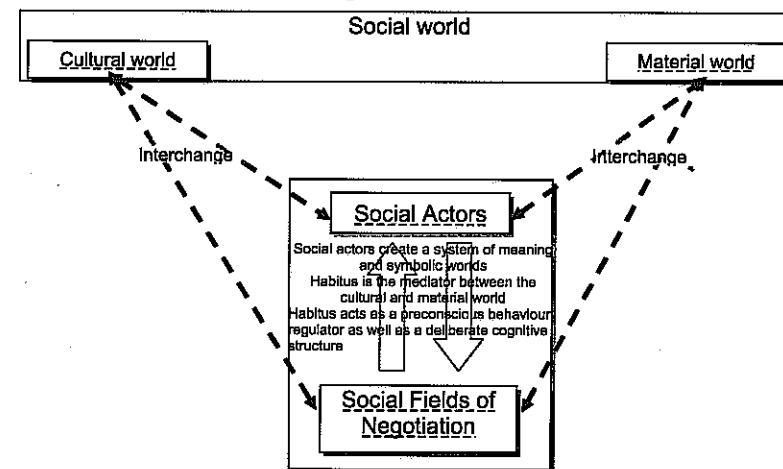 Social world
Cultural world
Material world
Interchange
Interchange
Social Actors
Social actors create a system of meaning
and symbolic worlds
Habitus is the mediator between the
cultural and material world
Habitus acts as a preconscious behaviour
regulator as well as a deliberate cognitive
structure
Social Fields of
Negotiation